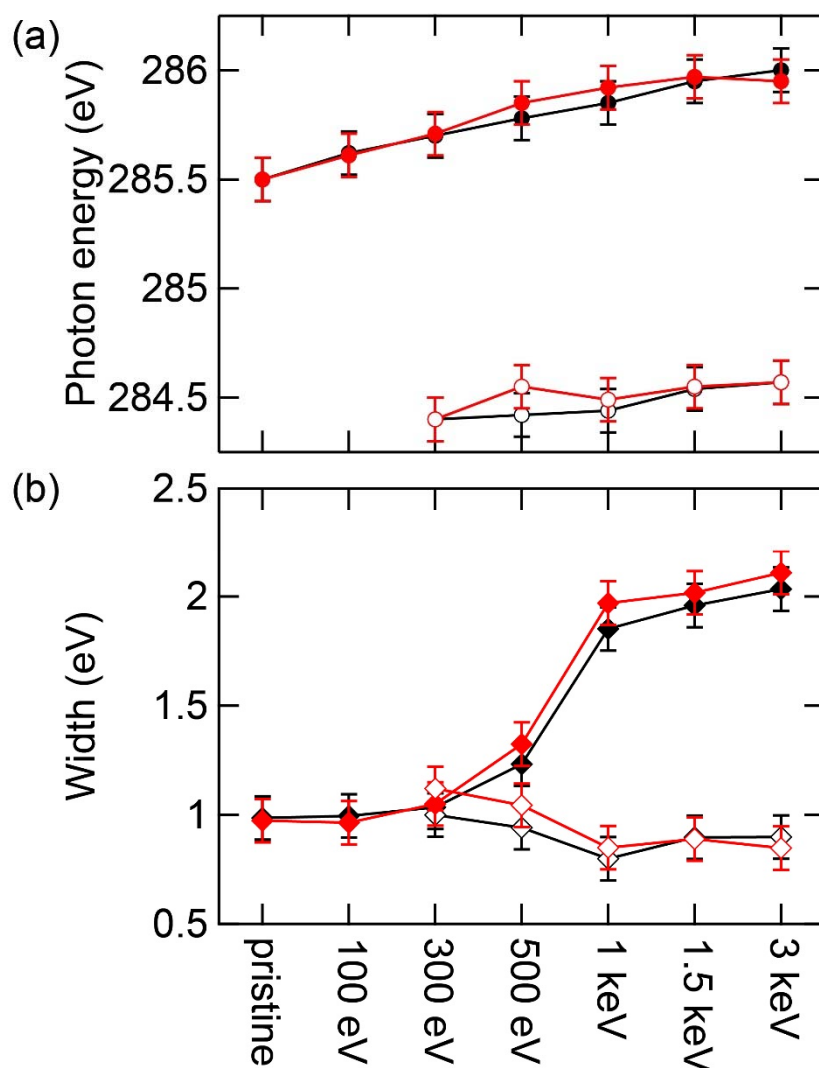 (a)
286
285.5
285
284.5
Photon energy (eV)
(b)
2.5
2
1.5
1
0.5
Width (eV)
pristine
100 eV
300 eV
500 eV
1 keV
1.5 keV
3 keV